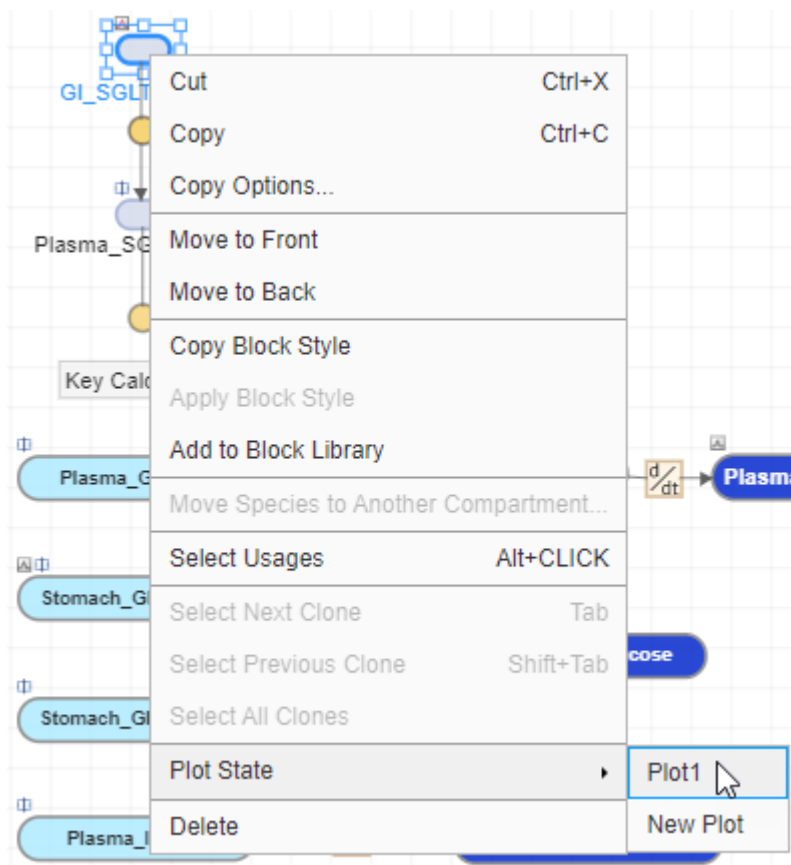 GI_SGLT
Cut Ctrl+X
Copy Ctrl+C
Copy Options...
Plasma_SG
Move to Front
Move to Back
Copy Block Style
Key Calc
Apply Block Style
Add to Block Library
Plasma_G
d/dt
Plasma
Move Species to Another Compartment...
Select Usages Alt+CLICK
Stomach_Gl
Select Next Clone Tab
Select Previous Clone Shift+Tab
cose
Stomach_Gl
Select All Clones
Plot State
Plot1
Delete
New Plot
Plasma_I